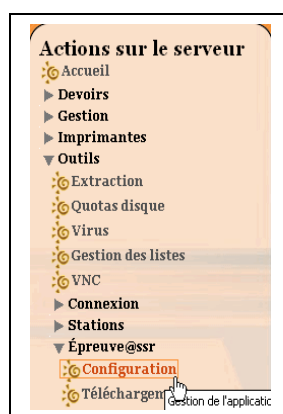 Actions sur le serveur
Accueil
Devoirs
Gestion
Imprimantes
Outils
Extraction
Quotas disque
Virus
Gestion des listes
VNC
Connexion
Stations
Épreuve@ssr
Configuration
Téléchargem
Gestion de l'applicatio